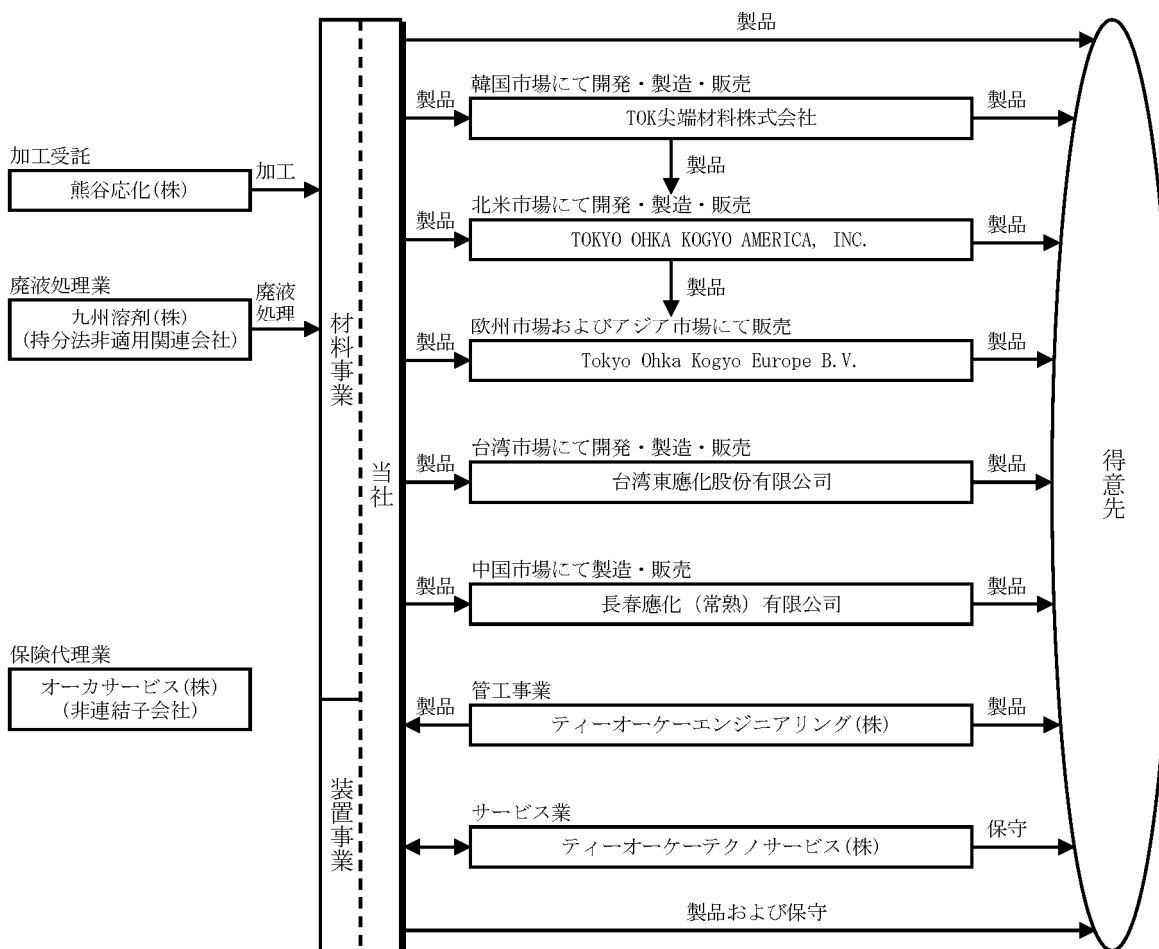 製品
韓国市場にて開発・製造・販売
製品
TOK尖端材料株式会社
製品
製品
加工受託
熊谷応化(株)
加工
北米市場にて開発・製造・販売
製品
TOKYO OHKA KOGYO AMERICA, INC.
製品
製品
廃液処理業
九州溶剤(株)
(持分法非適用関連会社)
廃液
処理
欧州市場およびアジア市場にて販売
製品
Tokyo Ohka Kogyo Europe B.V.
製品
材料事業
当社
台湾市場にて開発・製造・販売
製品
台湾東應化股份有限公司
製品
得意先
中国市場にて製造・販売
製品
長春應化（常熟）有限公司
製品
保険代理業
オーカサービス(株)
(非連結子会社)
管工事業
製品
ティーオーケーエンジニアリング(株)
製品
装置事業
サービス業
ティーオーケーテクノサービス(株)
保守
製品および保守